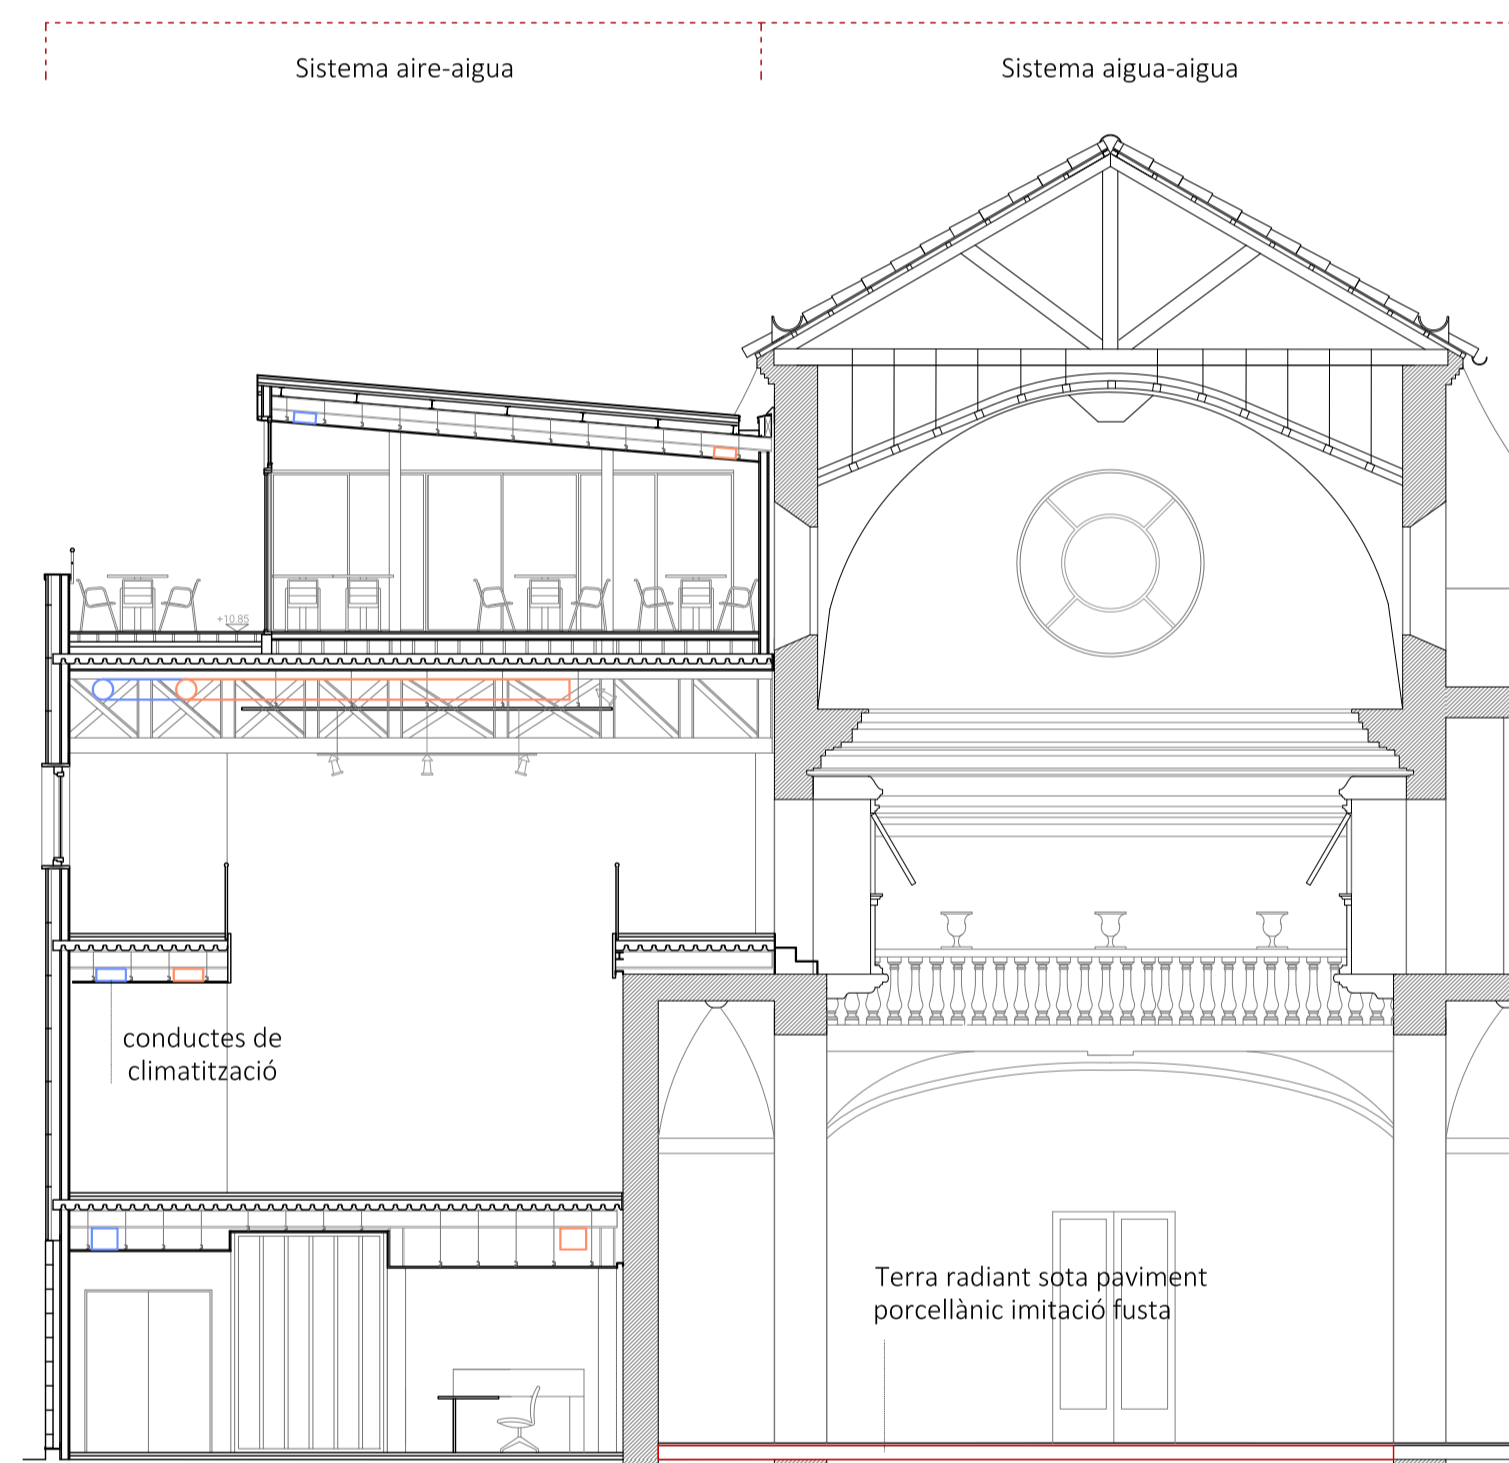 Sistema aire-aigua
Sistema aigua-aigua
+10.85
conductes de
climatització
Terra radiant sota paviment
porcellànic imitació fusta